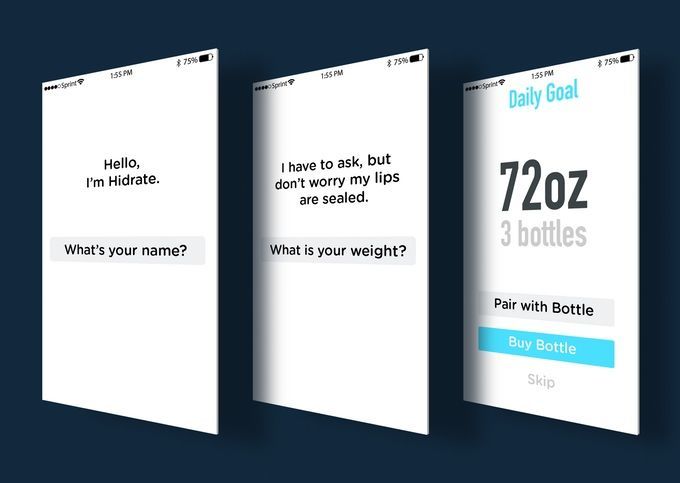 Sprint 1:55 PM 75%
Hello,
I'm Hidrate.
What's your name?
Sprint 1:55 PM 75%
I have to ask, but
don't worry my lips
are sealed.
What is your weight?
Sprint 1:55 PM 75%
Daily Goal
72oz
3 bottles
Pair with Bottle
Buy Bottle
Skip